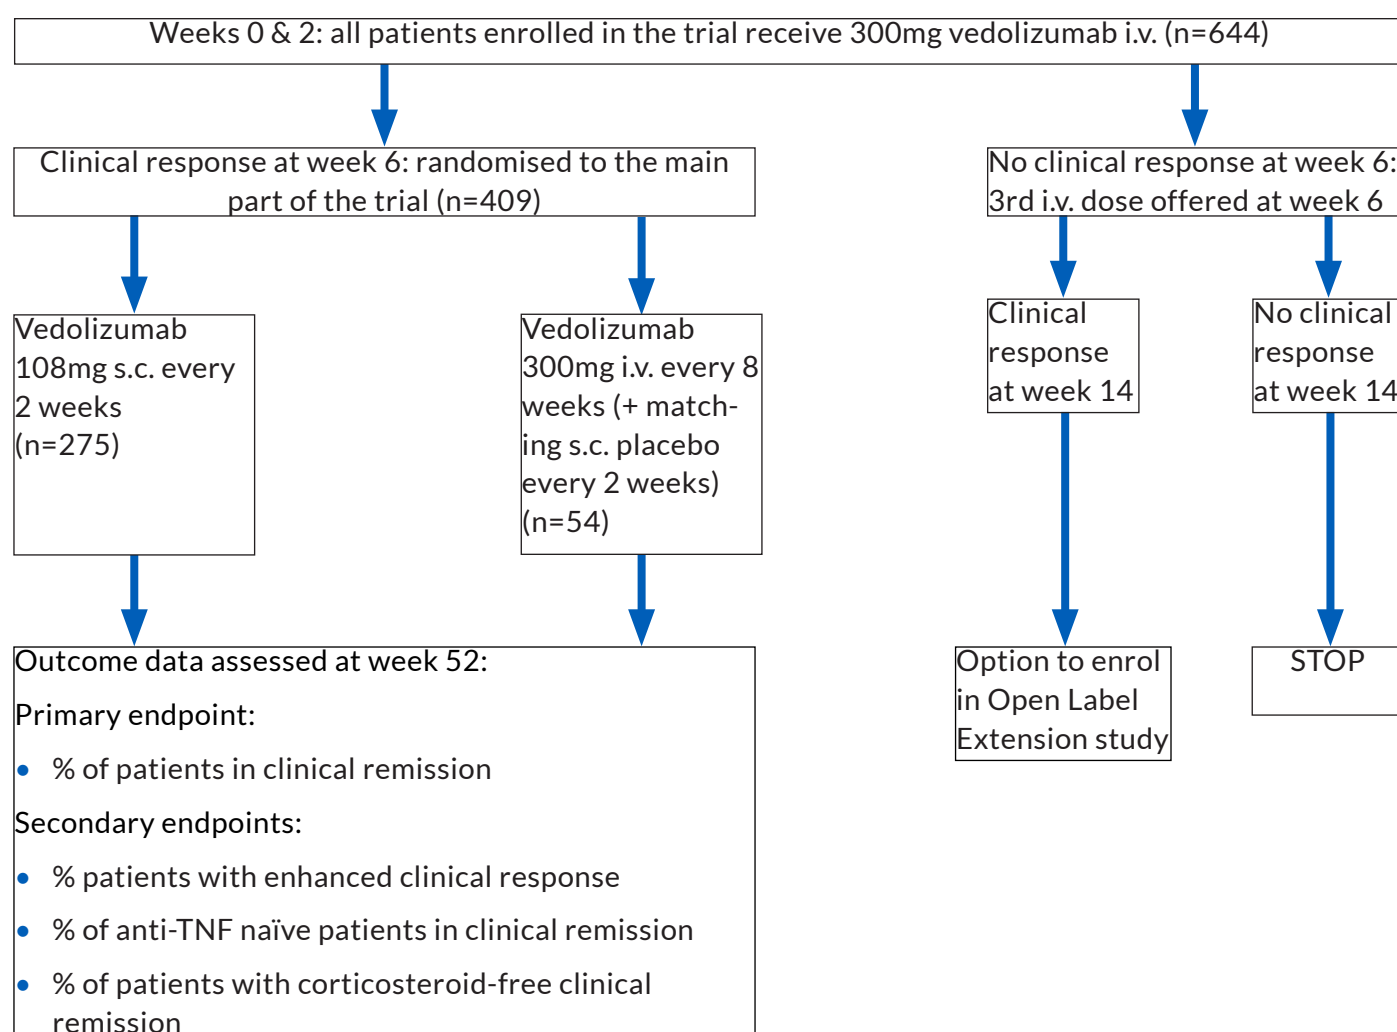 Weeks 0 & 2: all patients enrolled in the trial receive 300mg vedolizumab i.v. (n=644)
Clinical response at week 6: randomised to the main
part of the trial (n=409)
No clinical response at week 6:
3rd i.v. dose offered at week 6
Vedolizumab
108mg s.c. every
2 weeks
(n=275)
Vedolizumab
300mg i.v. every 8
weeks (+ match-
ing s.c. placebo
every 2 weeks)
(n=54)
Clinical
response
at week 14
No clinical
response
at week 14
Outcome data assessed at week 52:
Primary endpoint:
• % of patients in clinical remission
Secondary endpoints:
• % patients with enhanced clinical response
• % of anti-TNF naïve patients in clinical remission
• % of patients with corticosteroid-free clinical
remission
Option to enrol
in Open Label
Extension study
STOP